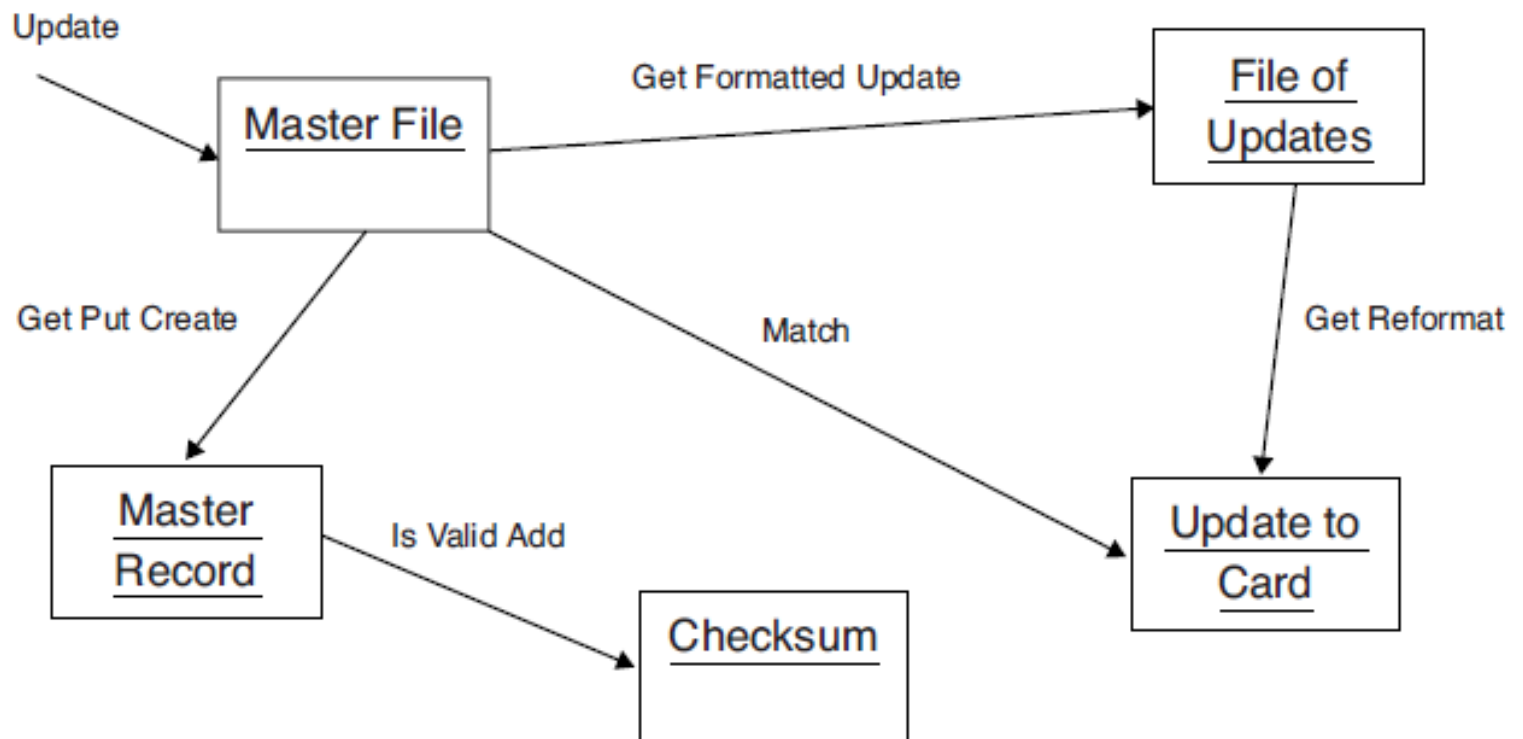 Update
Master File
Get Formatted Update
File of
Updates
Get Put Create
Match
Get Reformat
Master
Record
Is Valid Add
Update to
Card
Checksum